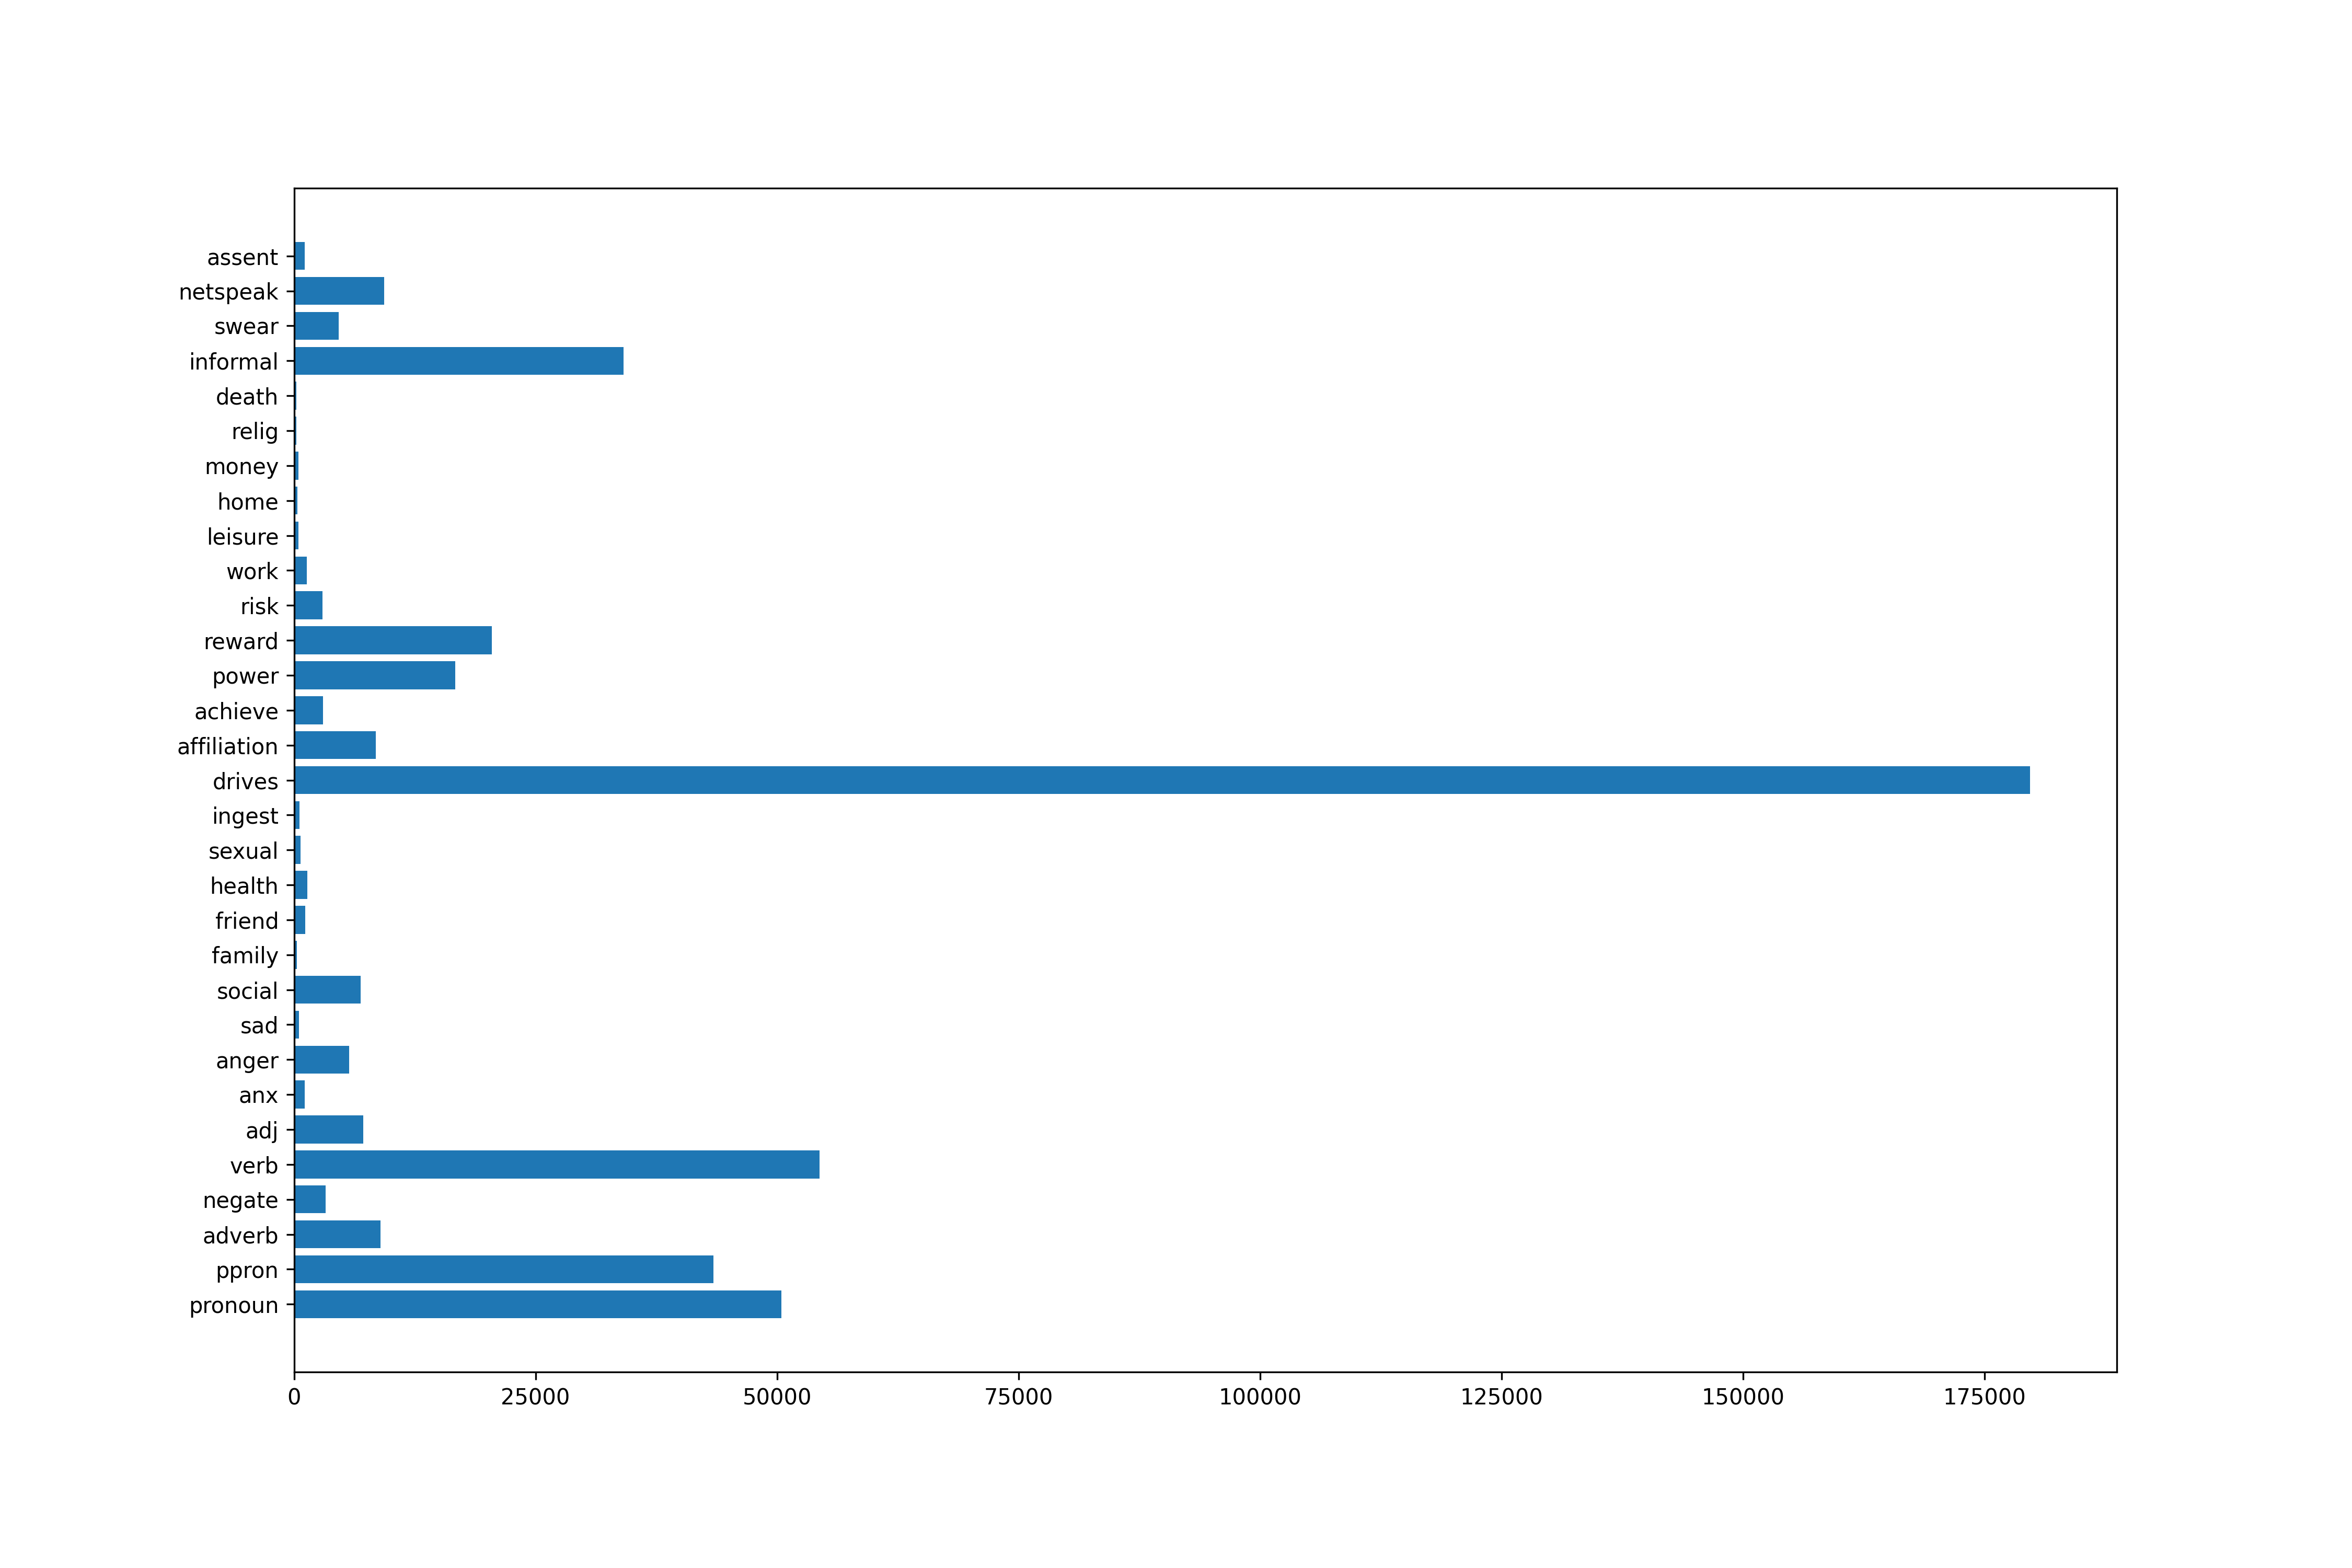 assent
netspeak
swear
informal
death
relig
money
home
leisure
work
risk
reward
power
achieve
affiliation
drives
ingest
sexual
health
friend
family
social
sad
anger
anx
adj
verb
negate
adverb
ppron
pronoun
0 25000 50000 75000 100000 125000 150000 175000